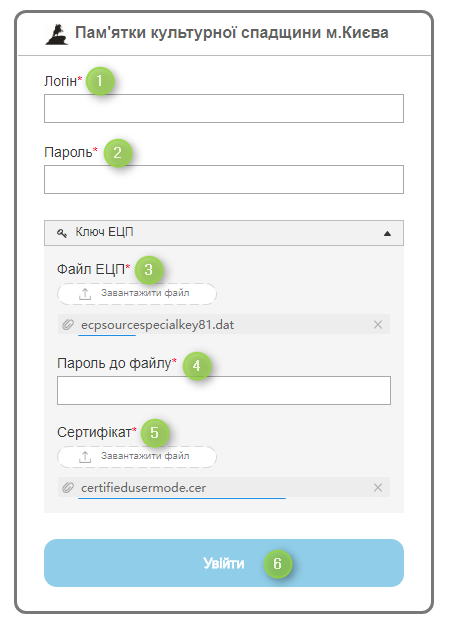 Пам'ятки культурної спадщини м.Києва
Логін* 1
Пароль* 2
Ключ ЕЦП
Файл ЕЦП* 3
Завантажити файл
ecpsourcespecialkey81.dat
Пароль до файлу* 4
Сертифікат* 5
Завантажити файл
certifiedusermode.cer
Увійти 6